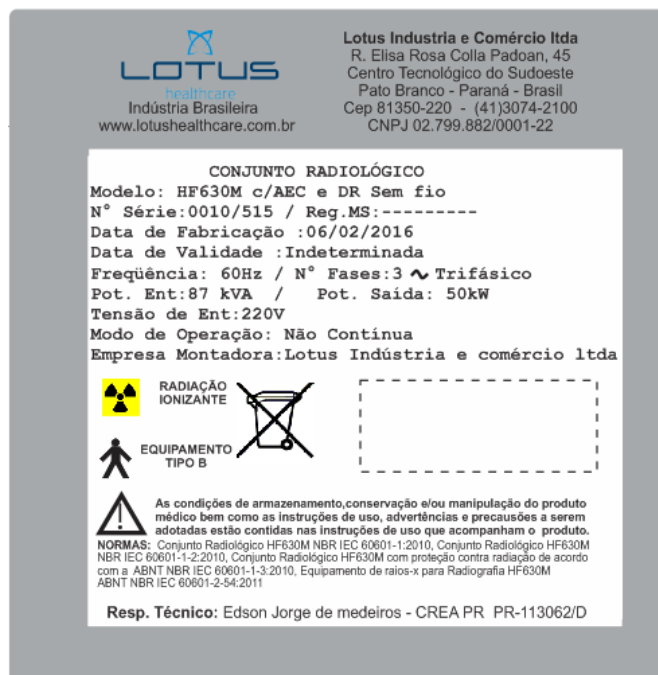 LOTUS
healthcare
Indústria Brasileira
www.lotushealthcare.com.br
Lotus Industria e Comércio ltda
R. Elisa Rosa Colla Padoan, 45
Centro Tecnológico do Sudoeste
Pato Branco - Paraná - Brasil
Cep 81350-220 - (41)3074-2100
CNPJ 02.799.882/0001-22
CONJUNTO RADIOLÓGICO
Modelo: HF630M c/AEC e DR Sem fio
N° Série:0010/515 / Reg.MS:---------
Data de Fabricação :06/02/2016
Data de Validade :Indeterminada
Freqüência: 60Hz / N° Fases:3 ~ Trifásico
Pot. Ent:87 kVA / Pot. Saída: 50kW
Tensão de Ent:220V
Modo de Operação: Não Contínua
Empresa Montadora:Lotus Indústria e comércio ltda
RADIAÇÃO
IONIZANTE
EQUIPAMENTO
TIPO B
As condições de armazenamento,conservação e/ou manipulação do produto
médico bem como as instruções de uso, advertências e precausões a serem
adotadas estão contidas nas instruções de uso que acompanham o produto.
NORMAS: Conjunto Radiológico HF630M NBR IEC 60601-1:2010, Conjunto Radiológico HF630M
NBR IEC 60601-1-2:2010, Conjunto Radiológico HF630M com proteção contra radiação de acordo
com a ABNT NBR IEC 60601-1-3:2010, Equipamento de raios-x para Radiografia HF630M
ABNT NBR IEC 60601-2-54:2011
Resp. Técnico: Edson Jorge de medeiros - CREA PR PR-113062/D